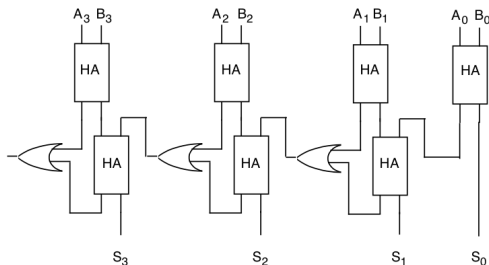 A₃ B₃ A₂ B₂ A₁ B₁ A₀ B₀
HA HA HA HA
HA HA HA
S₃ S₂ S₁ S₀